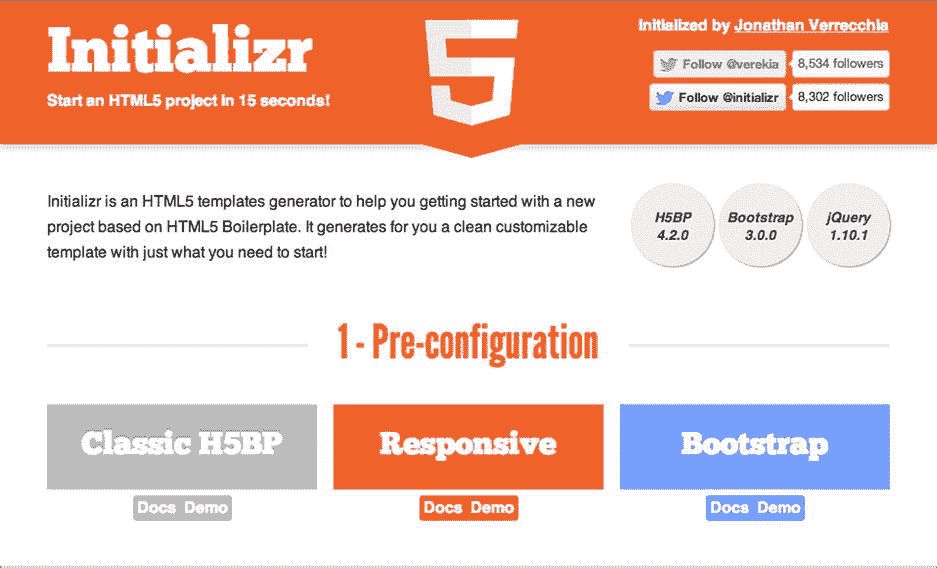 Initializr
Start an HTML5 project in 15 seconds!
5
Initialized by Jonathan Verrecchia
Follow @verekia 8,534 followers
Follow @initializr 8,302 followers
Initializr is an HTML5 templates generator to help you getting started with a new
project based on HTML5 Boilerplate. It generates for you a clean customizable
template with just what you need to start!
H5BP
4.2.0
Bootstrap
3.0.0
jQuery
1.10.1
1 - Pre-configuration
Classic H5BP
Docs Demo
Responsive
Docs Demo
Bootstrap
Docs Demo